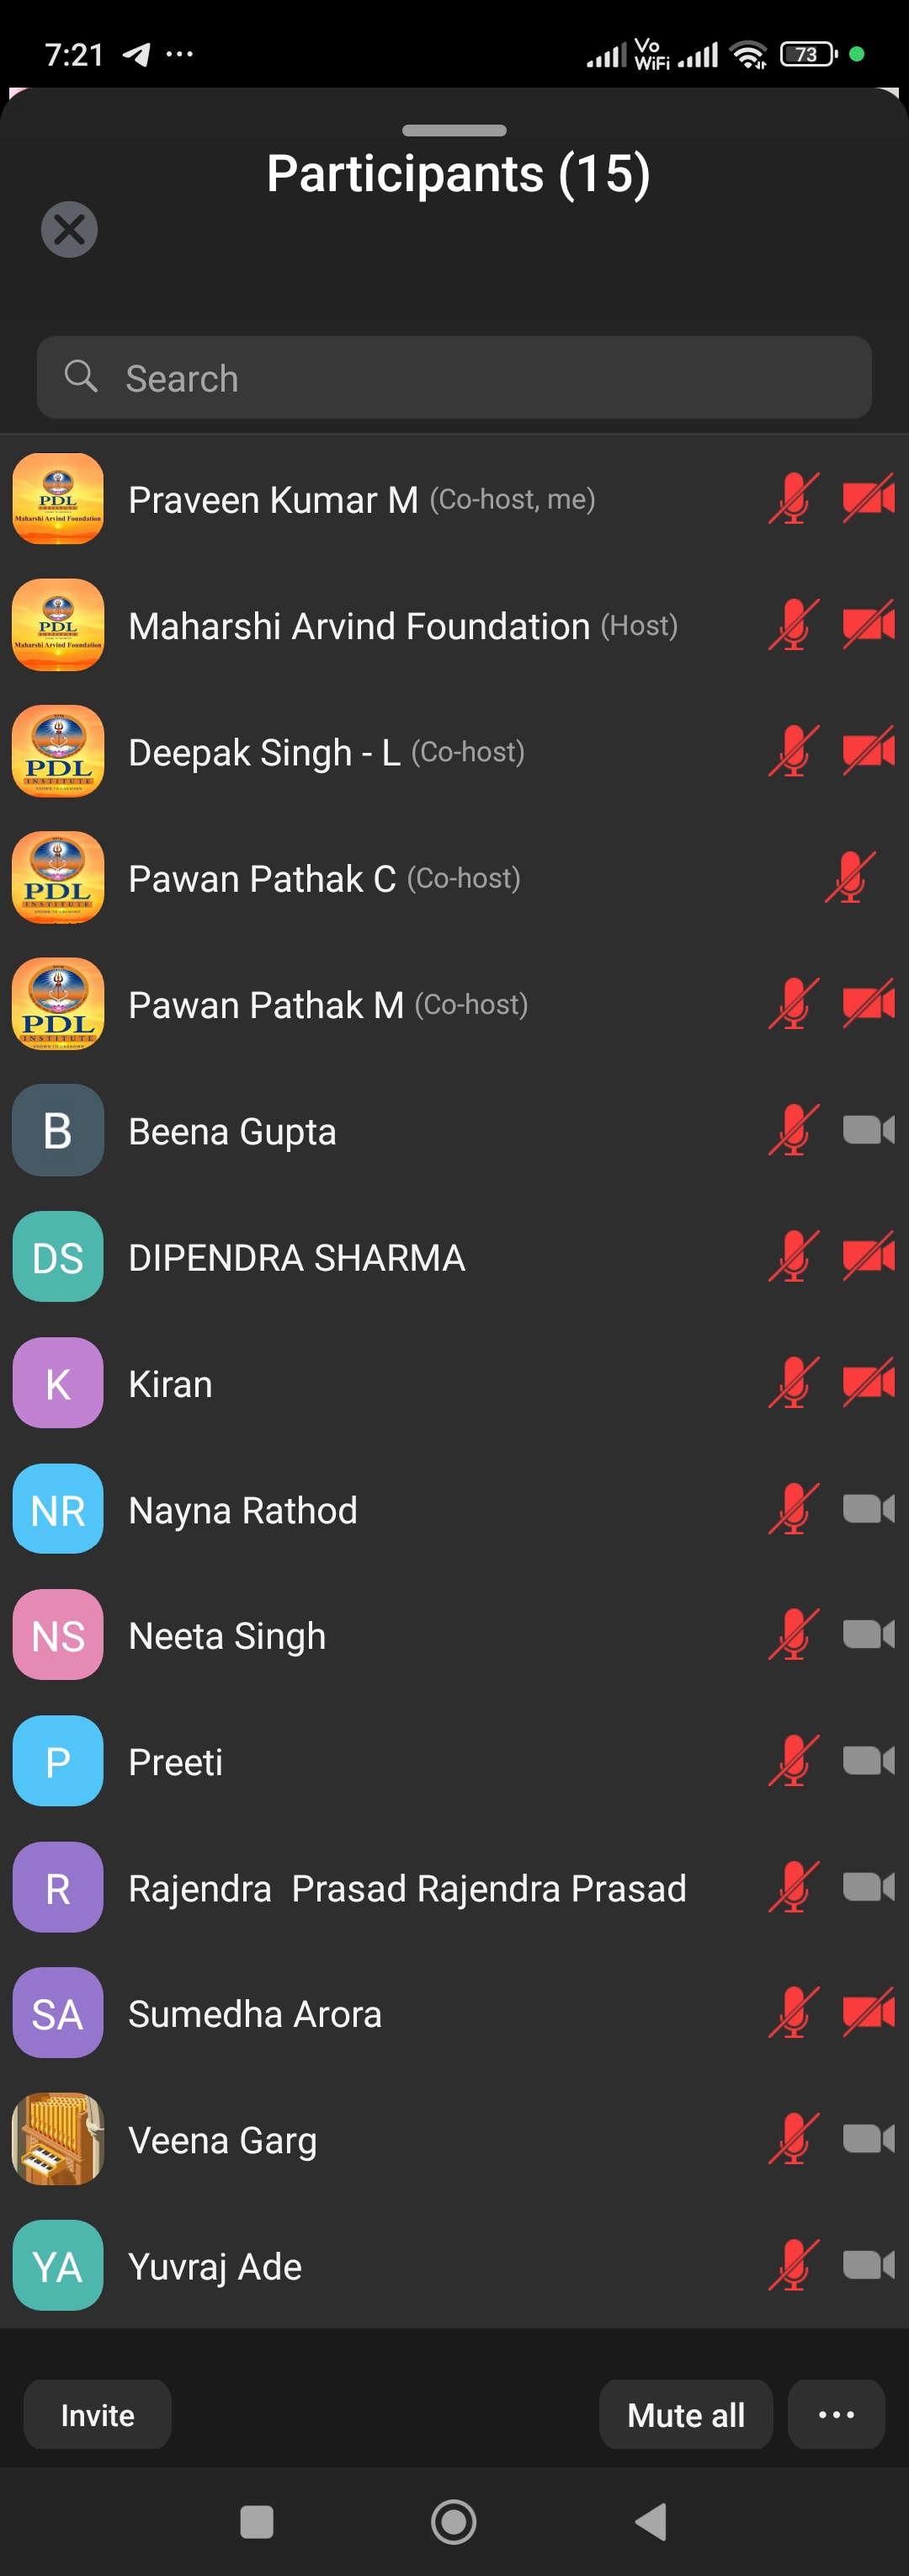 7:21
Vo
WiFi
73
Participants (15)
Search
PDL
Maharshi Arvind Foundation
Praveen Kumar M (Co-host, me)
PDL
Maharshi Arvind Foundation
Maharshi Arvind Foundation (Host)
PDL
INSTITUTE
Deepak Singh - L (Co-host)
PDL
INSTITUTE
Pawan Pathak C (Co-host)
PDL
INSTITUTE
Pawan Pathak M (Co-host)
B
Beena Gupta
DS
DIPENDRA SHARMA
K
Kiran
NR
Nayna Rathod
NS
Neeta Singh
P
Preeti
R
Rajendra  Prasad Rajendra Prasad
SA
Sumedha Arora
Veena Garg
YA
Yuvraj Ade
Invite
Mute all